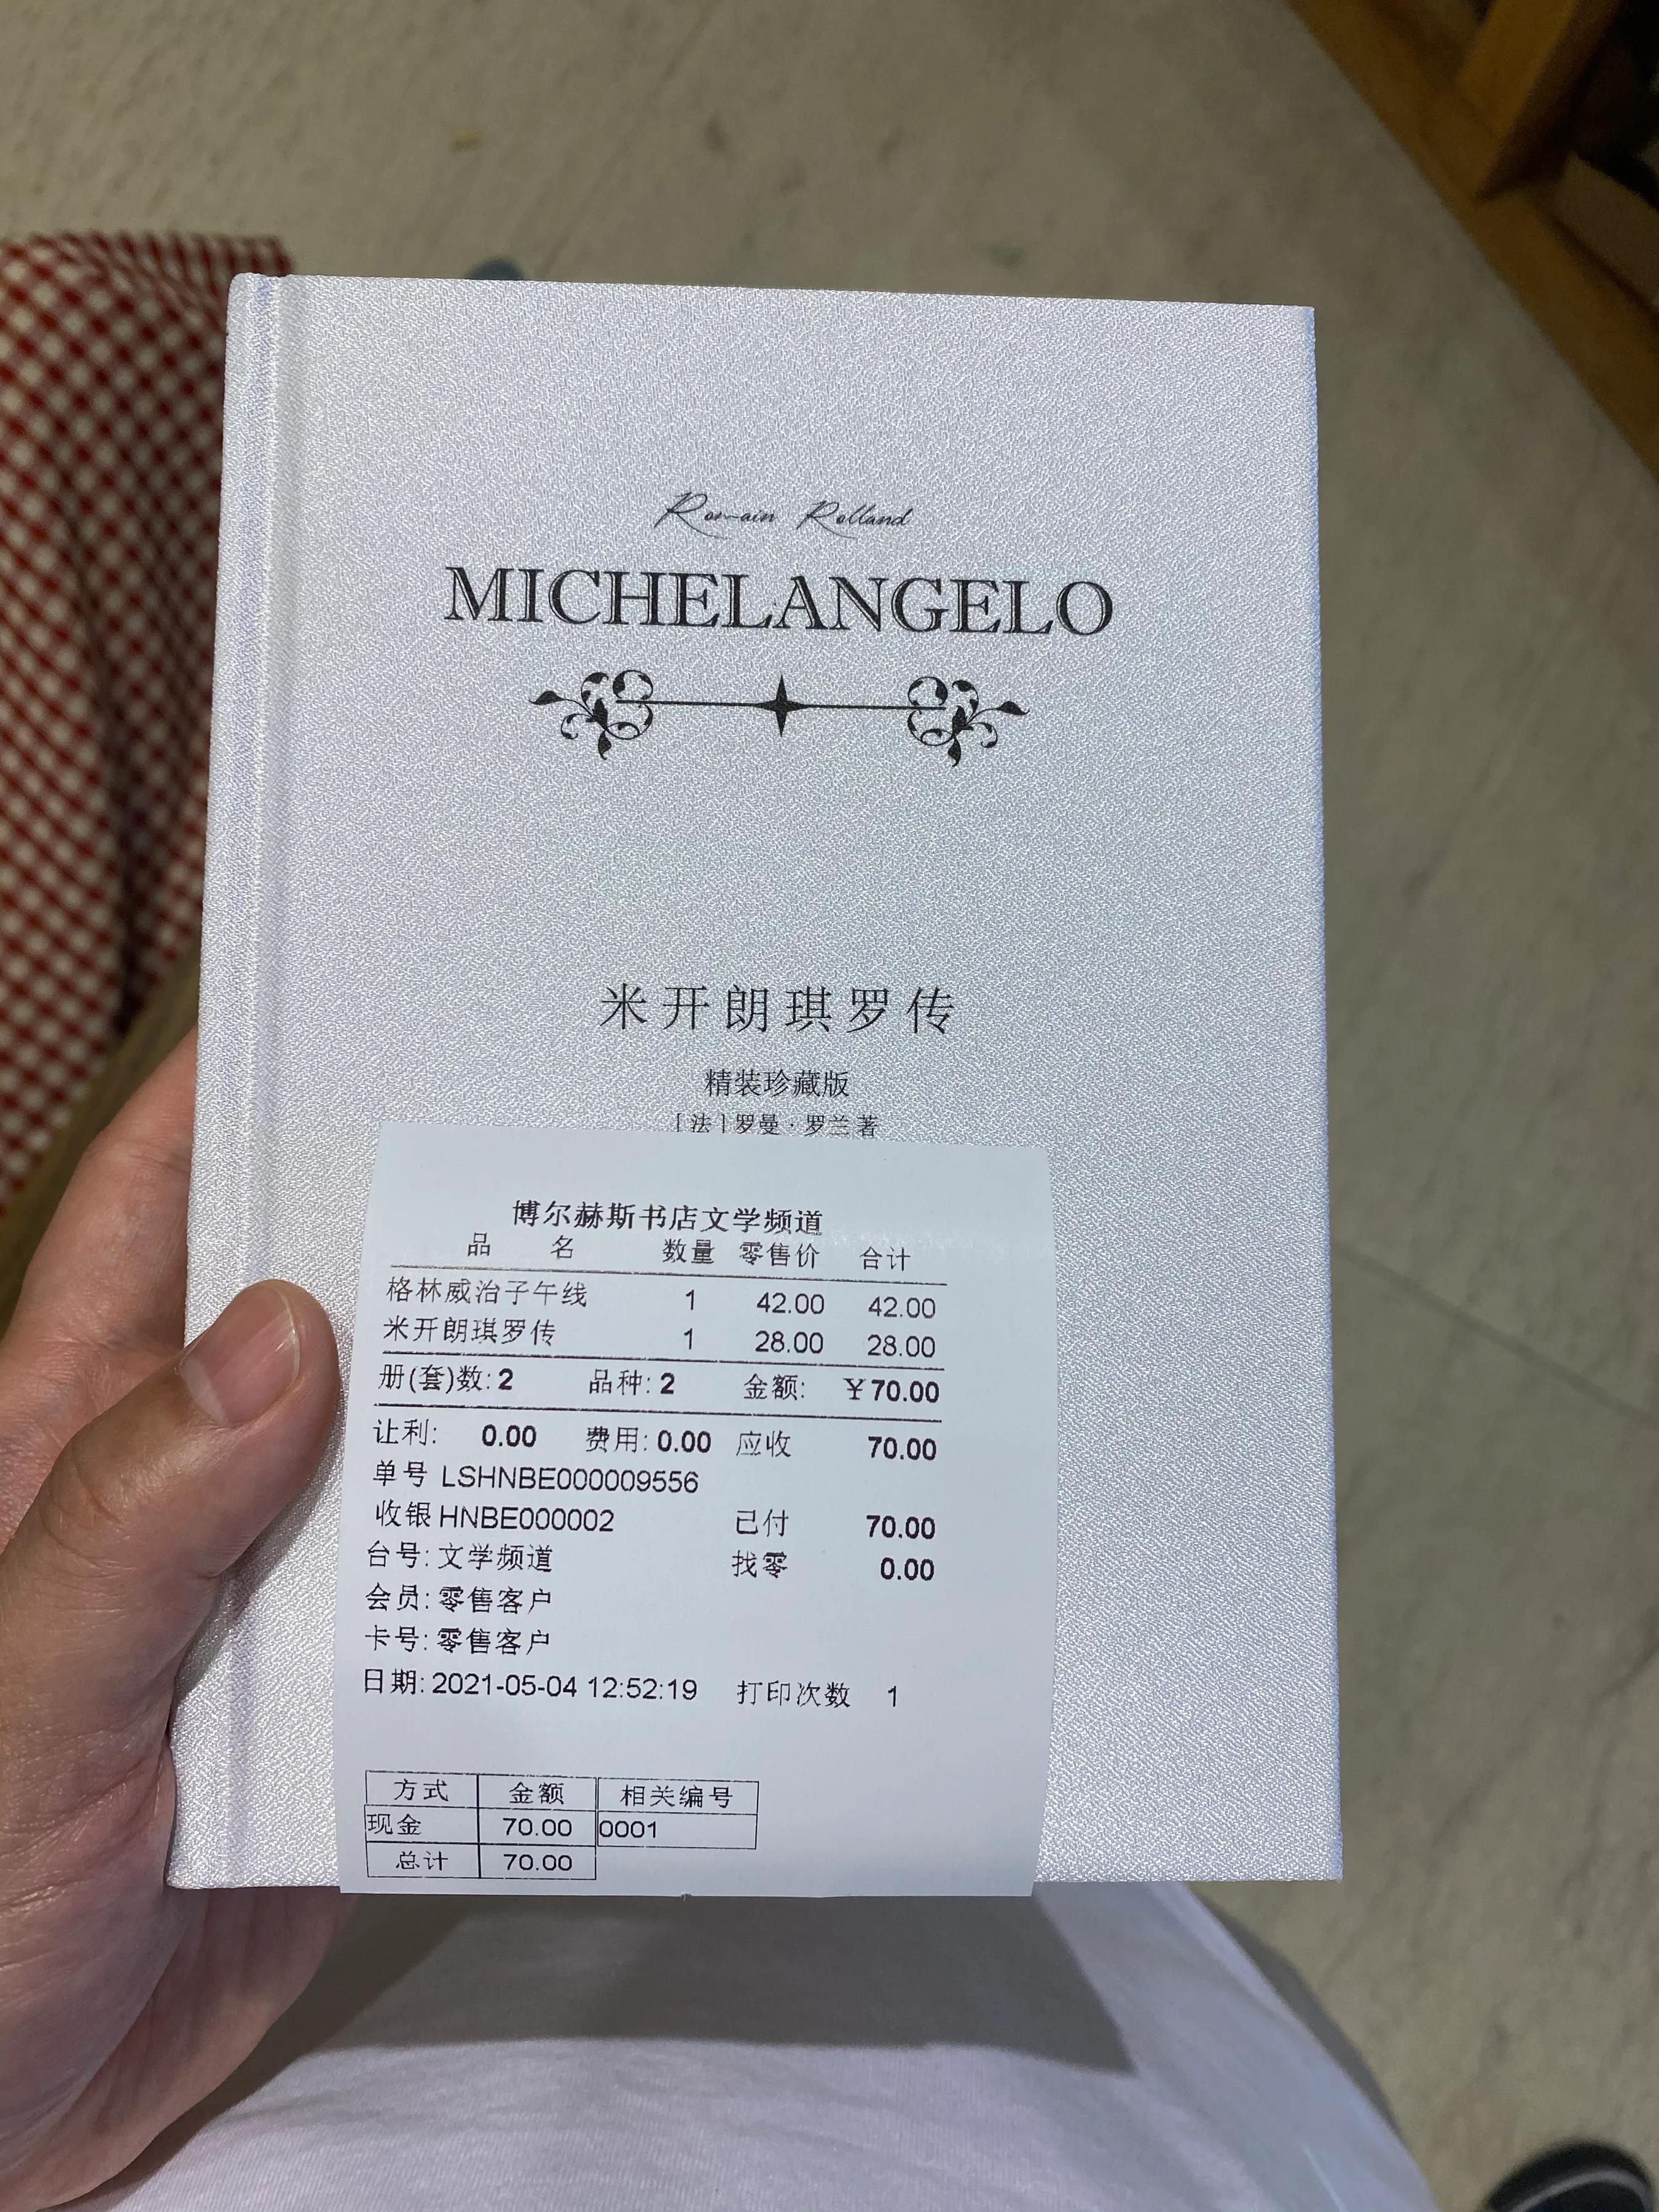 Romain Rolland
MICHELANGELO
米开朗琪罗传
精装珍藏版
[法]罗曼·罗兰著
博尔赫斯书店文学频道
品 名 数量 零售价 合计
格林威治子午线 1 42.00 42.00
米开朗琪罗传 1 28.00 28.00
册(套)数: 2 品种: 2 金额: ￥70.00
让利: 0.00 费用: 0.00 应收 70.00
单号 LSHNBE000009556
收银 HNBE000002 已付 70.00
台号: 文学频道 找零 0.00
会员: 零售客户
卡号: 零售客户
日期: 2021-05-04 12:52:19 打印次数 1
方式 金额 相关编号
现金 70.00 0001
总计 70.00